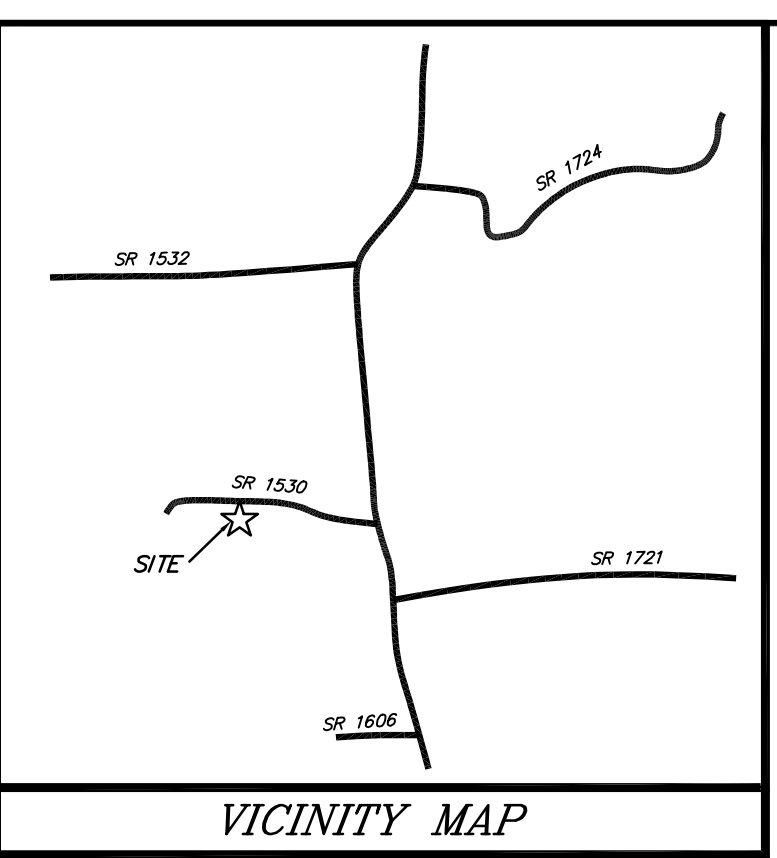 SR 1724
SR 1532
SR 1530
SITE
SR 1721
SR 1606
VICINITY MAP